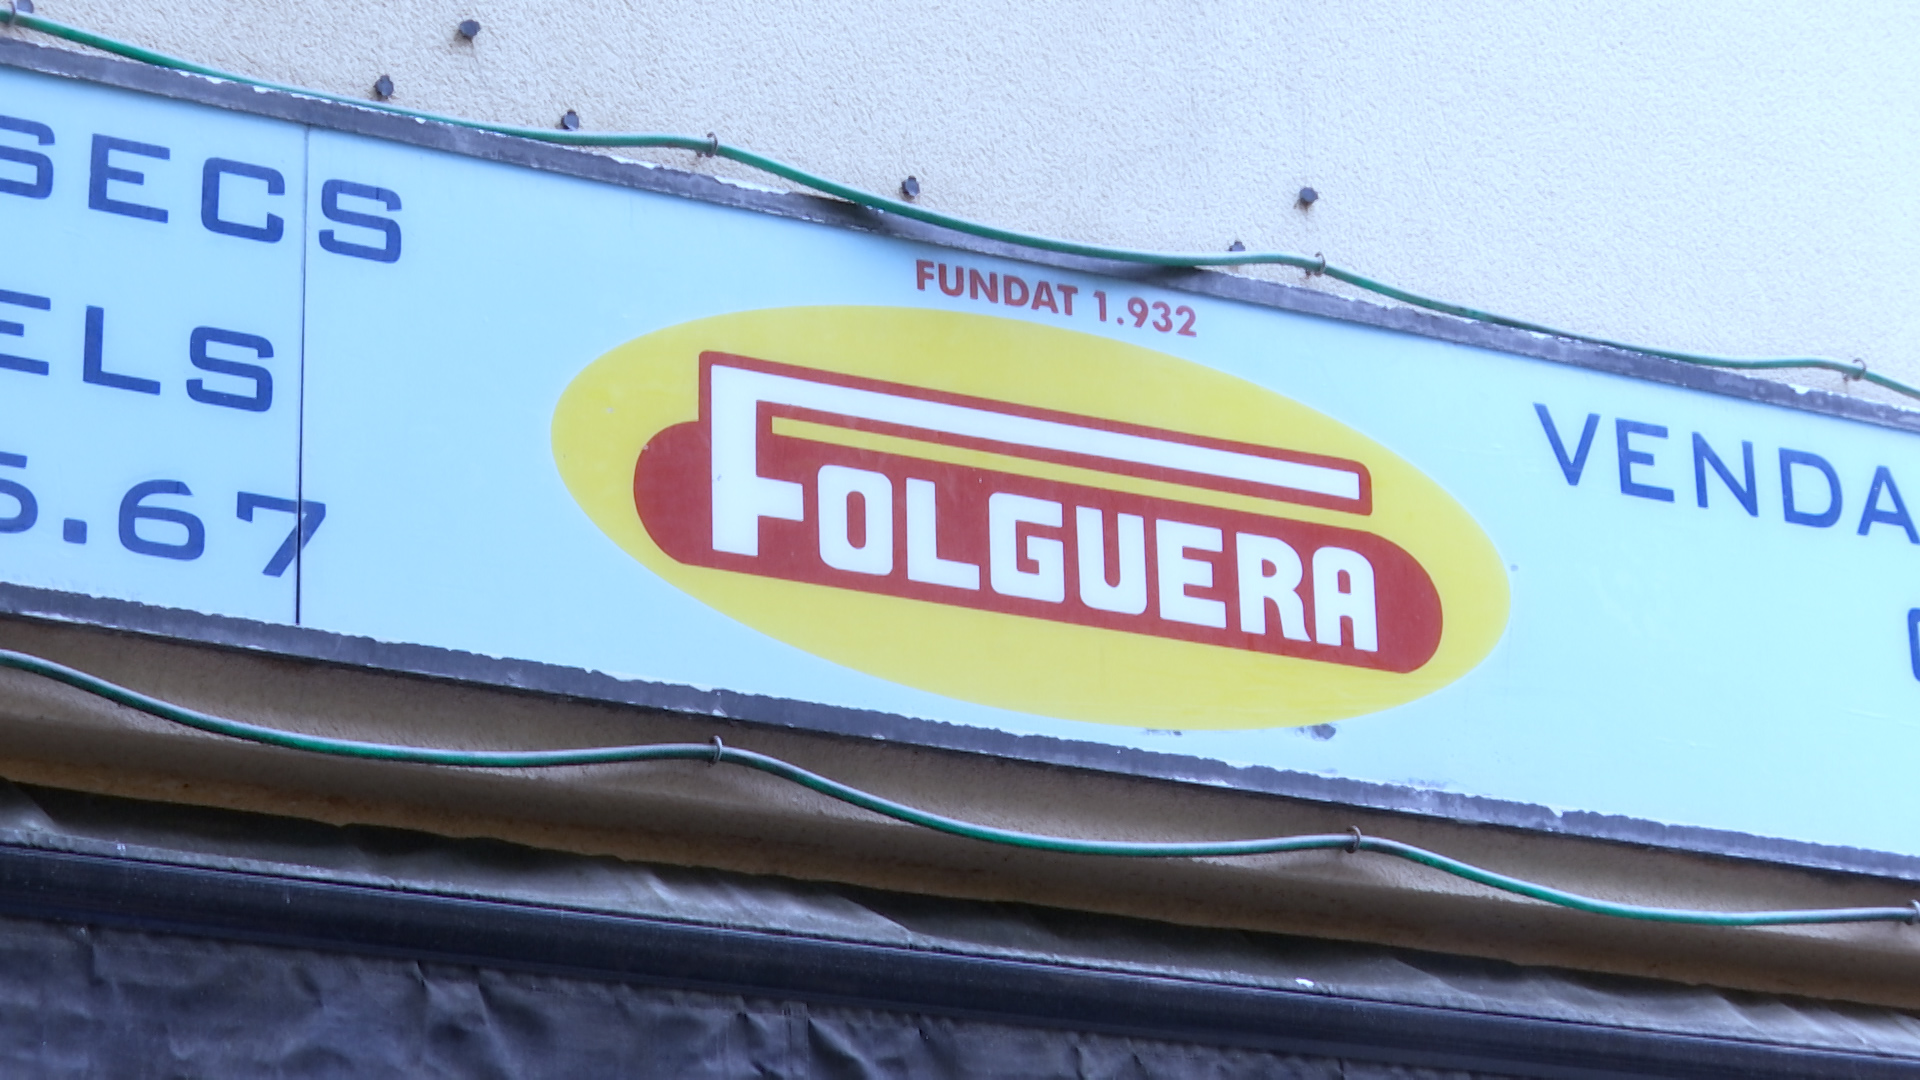 SECS
ELS
.67
FUNDAT 1.932
FOLGUERA
VENDA